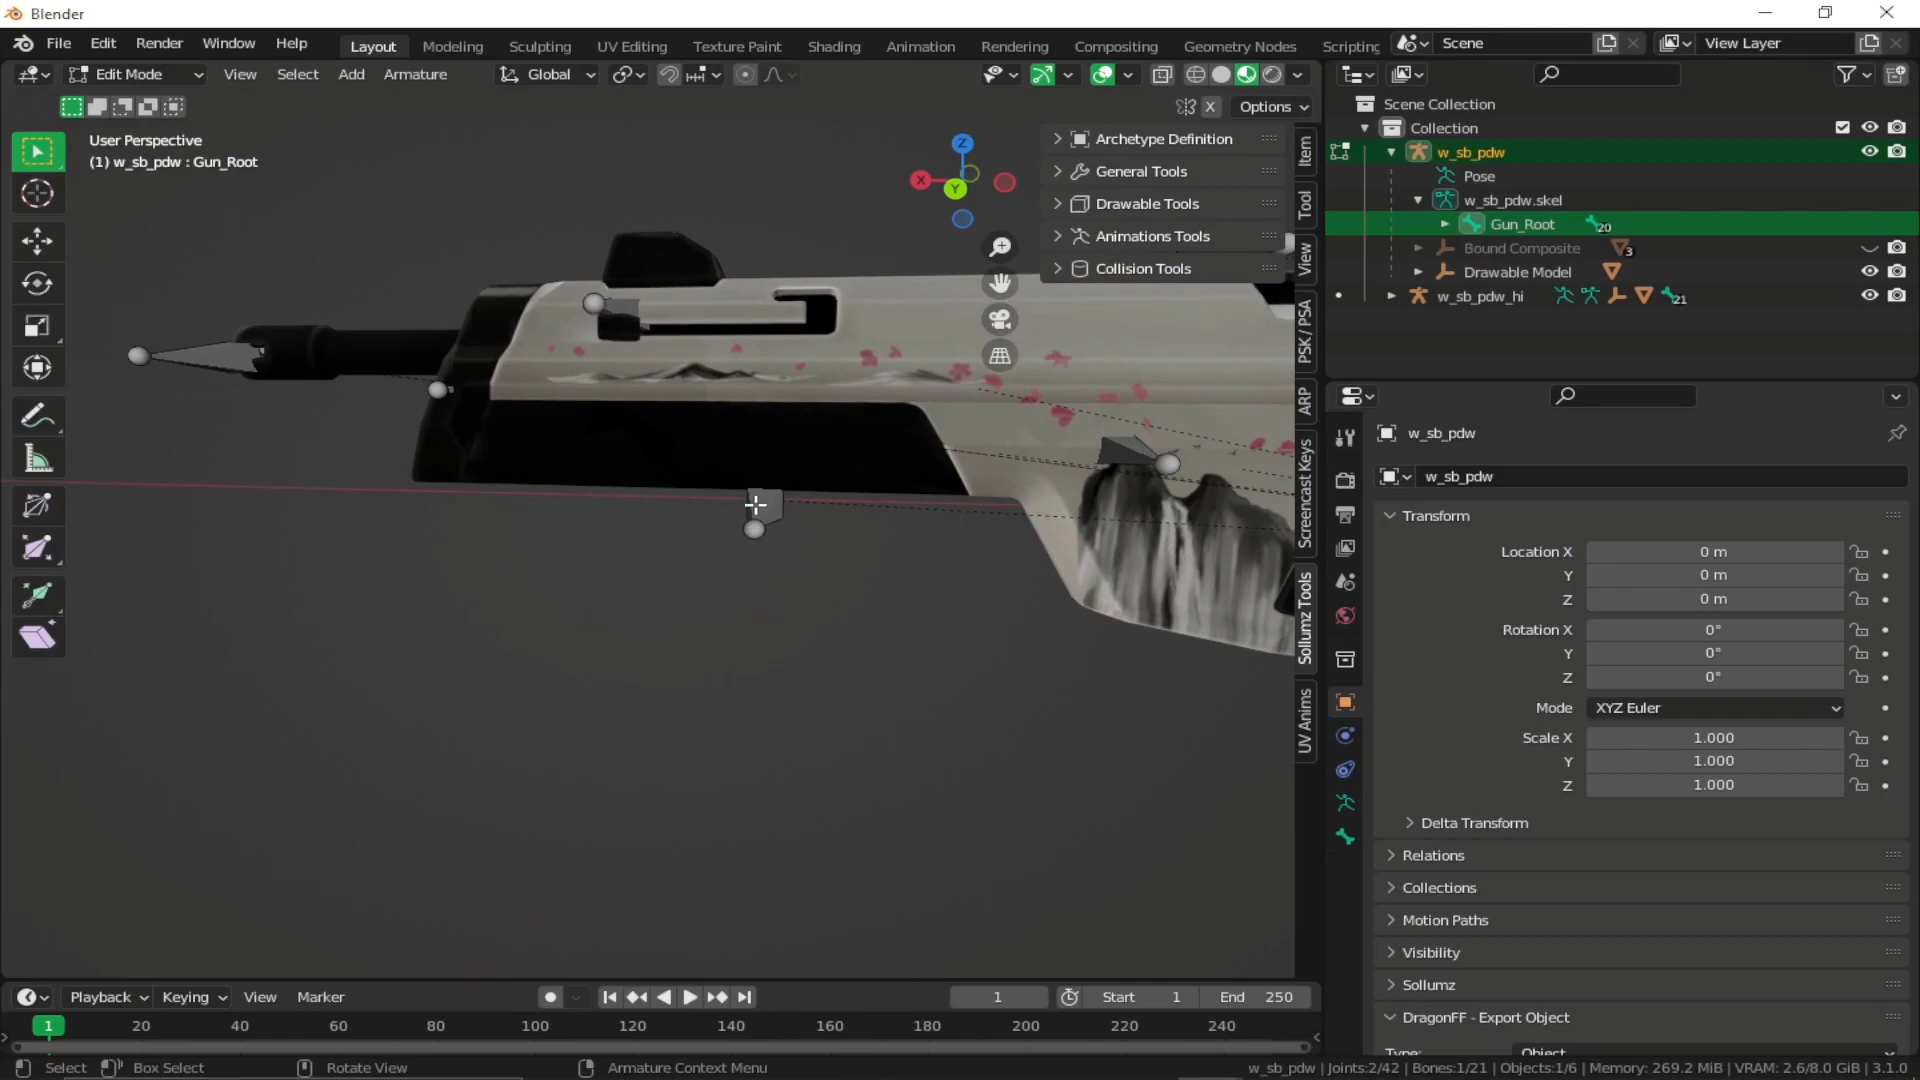 Blender
File Edit Render Window Help
Layout Modeling Sculpting UV Editing Texture Paint Shading Animation Rendering Compositing Geometry Nodes Scripting
Scene View Layer
Edit Mode View Select Add Armature Global
X Options
User Perspective
(1) w_sb_pdw : Gun_Root
Z
X
Y
Archetype Definition
General Tools
Drawable Tools
Animations Tools
Collision Tools
Item
Tool
View
PSK / PSA
ARP
Screencast Keys
Sollumz Tools
UV Anims
Scene Collection
Collection
w_sb_pdw
Pose
w_sb_pdw.skel
Gun_Root 20
Bound Composite 3
Drawable Model
w_sb_pdw_hi 21
w_sb_pdw
w_sb_pdw
Transform
Location X 0 m
Y 0 m
Z 0 m
Rotation X 0°
Y 0°
Z 0°
Mode XYZ Euler
Scale X 1.000
Y 1.000
Z 1.000
Delta Transform
Relations
Collections
Motion Paths
Visibility
Sollumz
DragonFF - Export Object
Type: Object
Playback Keying View Marker 1 Start 1 End 250
1 20 40 60 80 100 120 140 160 180 200 220 240
Select Box Select Rotate View Armature Context Menu w_sb_pdw | Joints:2/42 | Bones:1/21 | Objects:1/6 | Memory: 269.2 MiB | VRAM: 2.6/8.0 GiB | 3.1.0